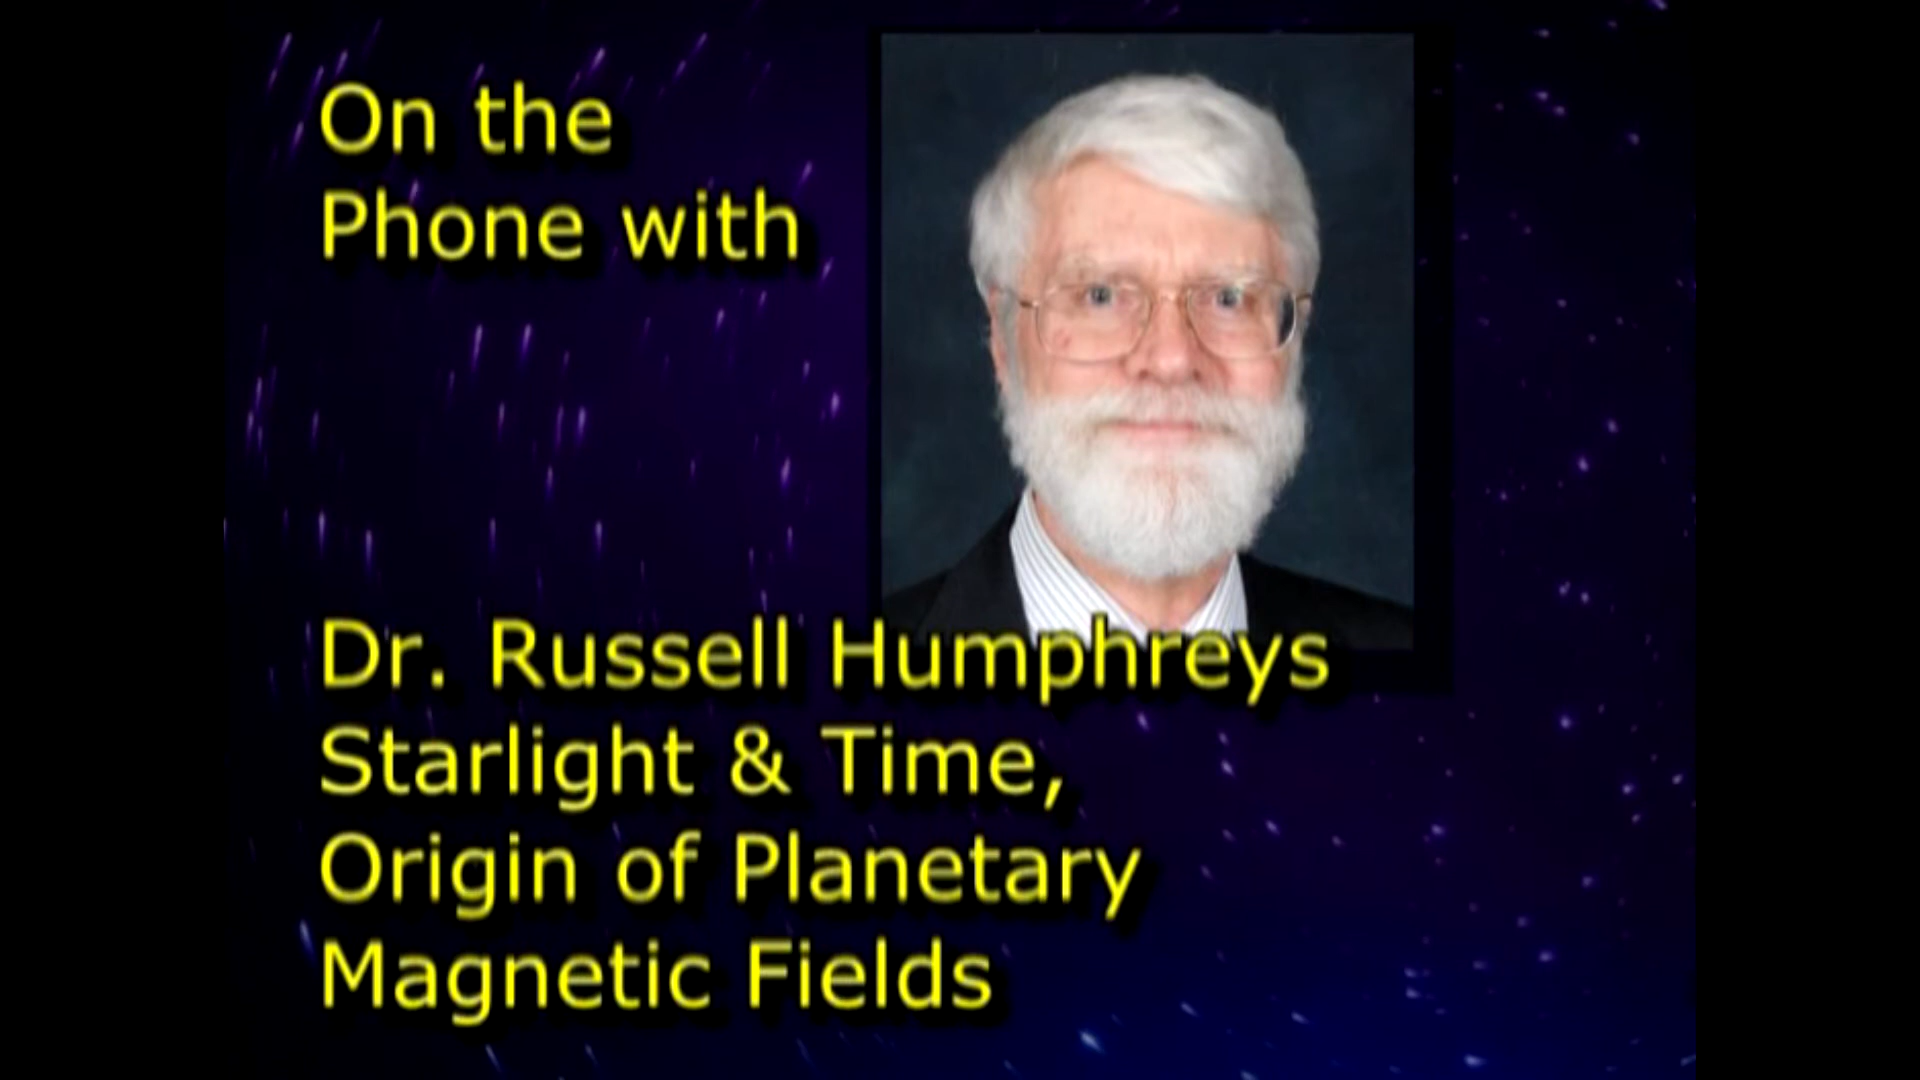 On the
Phone with
Dr. Russell Humphreys
Starlight & Time,
Origin of Planetary
Magnetic Fields